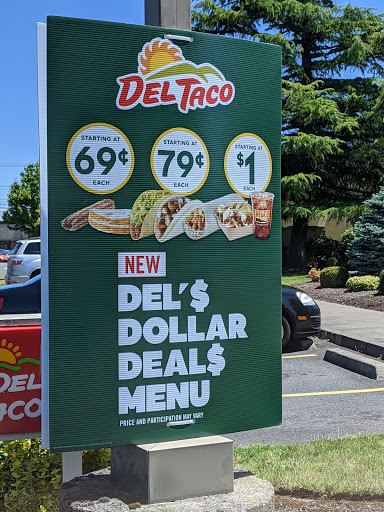 DEL TACO
STARTING AT STARTING AT STARTING AT
69¢ 79¢ $1
EACH EACH EACH
NEW
DEL'$
DOLLAR
DEAL$
MENU
PRICE AND PARTICIPATION MAY VARY
DEL
ACO